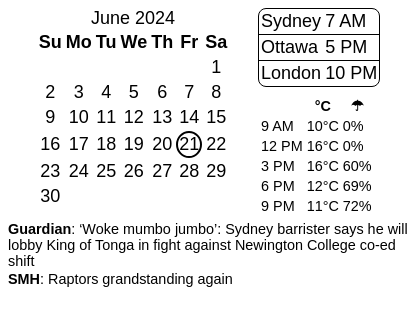 June 2024
Su Mo Tu We Th Fr Sa
1
2 3 4 5 6 7 8
9 10 11 12 13 14 15
16 17 18 19 20 21 22
23 24 25 26 27 28 29
30
Sydney 7 AM
Ottawa 5 PM
London 10 PM
°C ☂
9 AM 10°C 0%
12 PM 16°C 0%
3 PM 16°C 60%
6 PM 12°C 69%
9 PM 11°C 72%
Guardian: ‘Woke mumbo jumbo’: Sydney barrister says he will
lobby King of Tonga in fight against Newington College co-ed
shift
SMH: Raptors grandstanding again